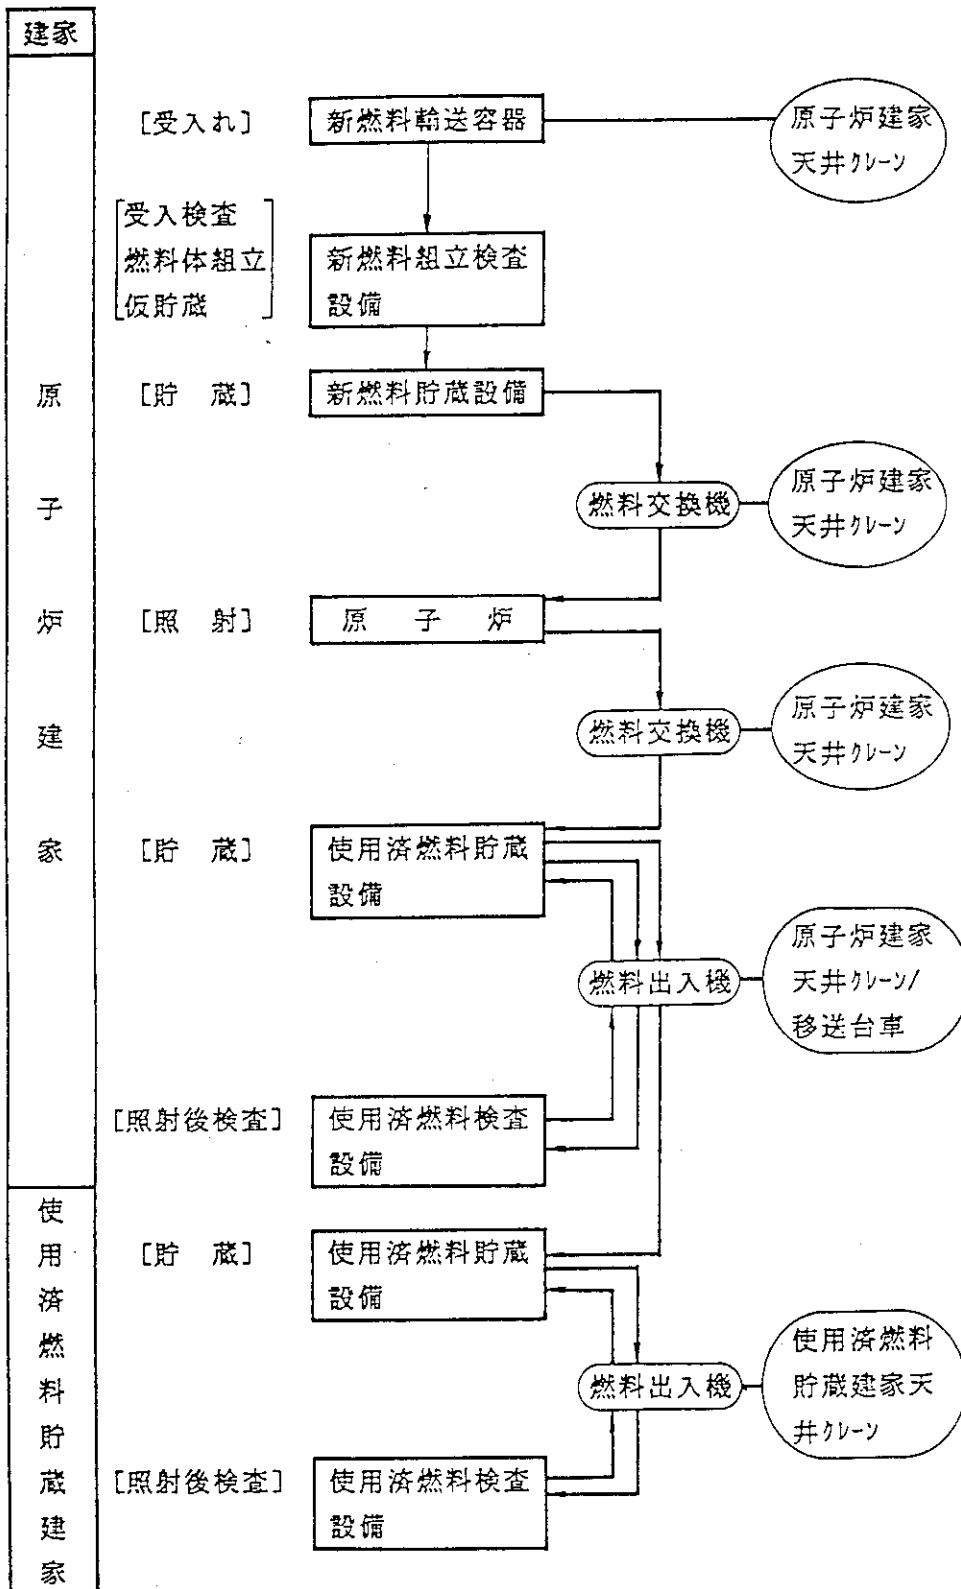 建家
[受入れ]
新燃料輸送容器
原子炉建家
天井クレーン
受入検査
燃料体組立
仮貯蔵
新燃料組立検査
設備
原子炉建家
[貯 蔵]
新燃料貯蔵設備
燃料交換機
原子炉建家
天井クレーン
[照 射]
原 子 炉
燃料交換機
原子炉建家
天井クレーン
[貯 蔵]
使用済燃料貯蔵
設備
燃料出入機
原子炉建家
天井クレーン/
移送台車
[照射後検査]
使用済燃料検査
設備
使用済燃料貯蔵建家
[貯 蔵]
使用済燃料貯蔵
設備
燃料出入機
使用済燃料
貯蔵建家天
井クレーン
[照射後検査]
使用済燃料検査
設備